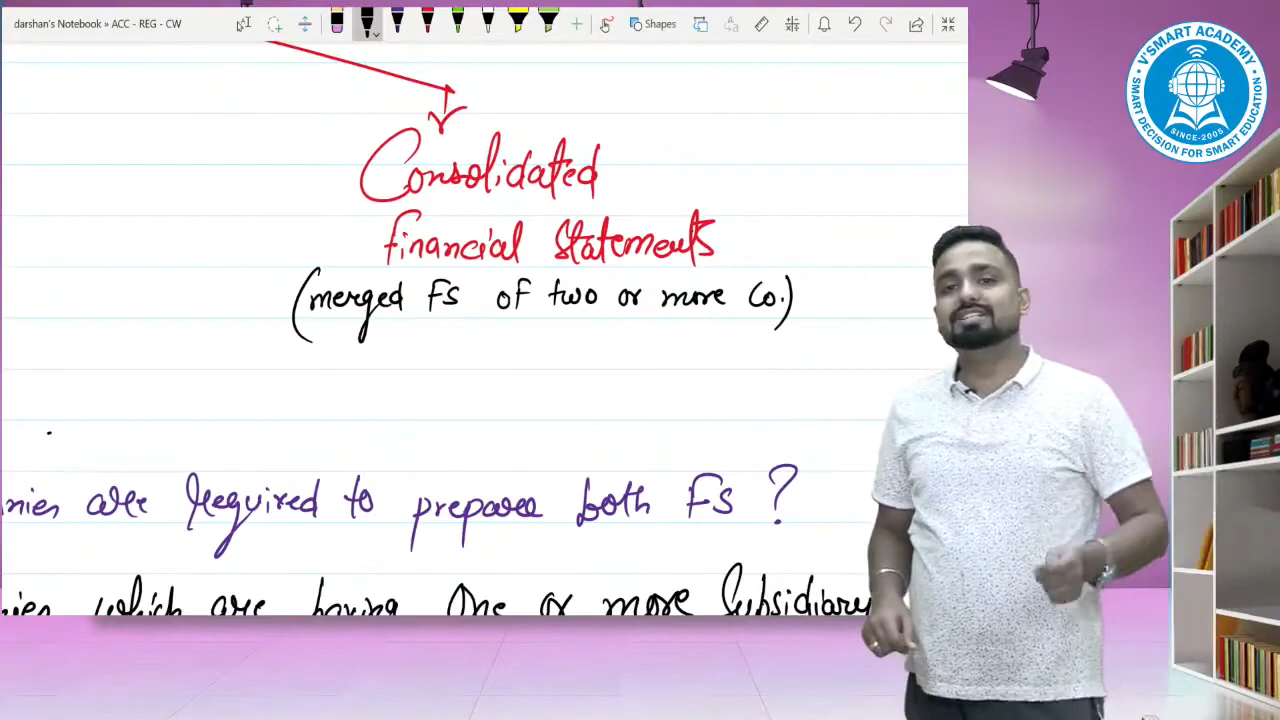 darshan's Notebook » ACC - REG - CW
Shapes
V'SMART ACADEMY
SINCE-2005
SMART DECISION FOR SMART EDUCATION
Consolidated
Financial Statements
(merged FS of two or more Co.)
are required to prepare both FS ?
which are having One or more Subsidiary